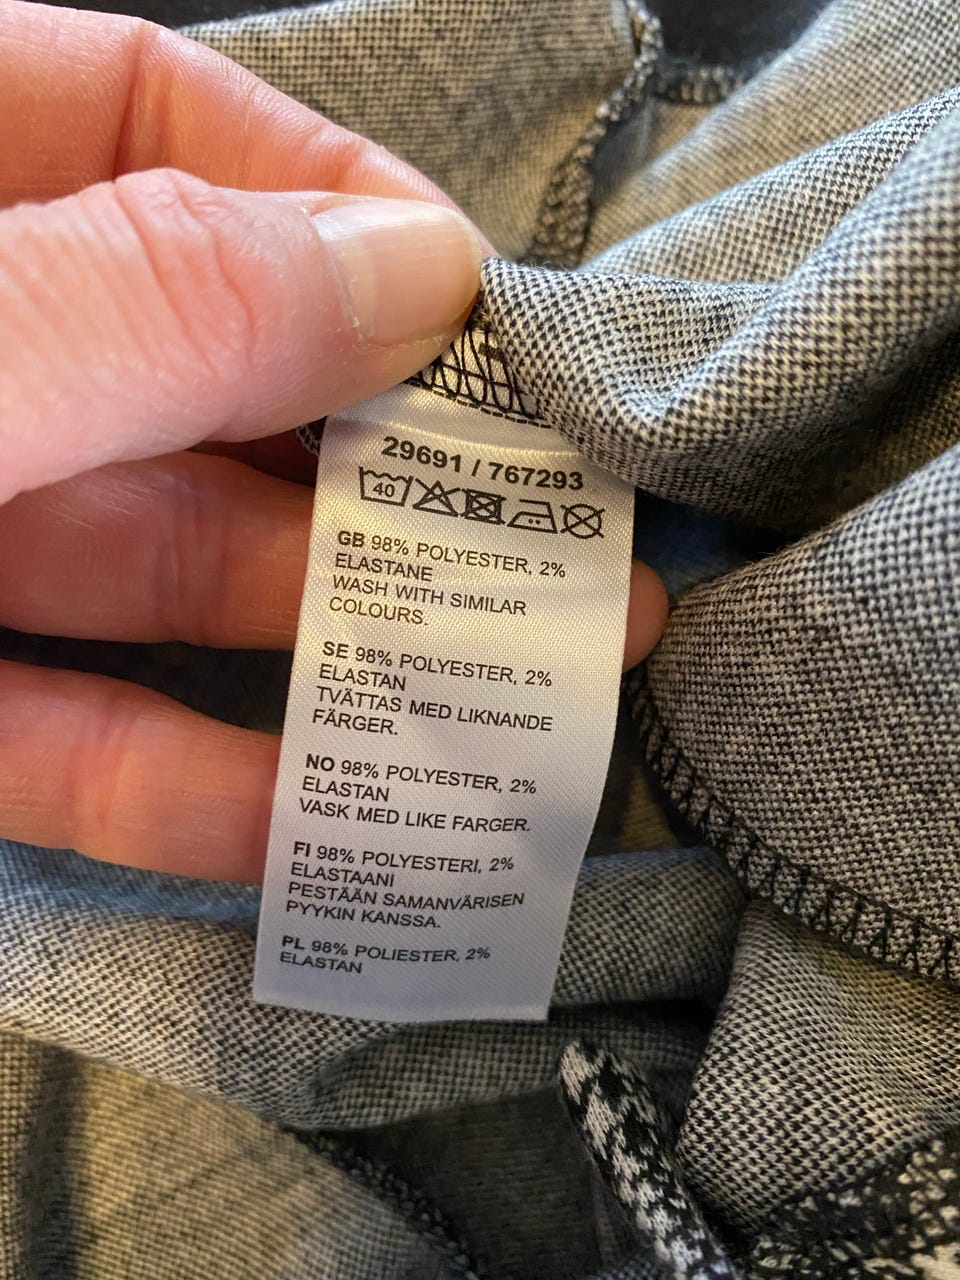 29691 / 767293
40
GB 98% POLYESTER, 2%
ELASTANE
WASH WITH SIMILAR
COLOURS.
SE 98% POLYESTER, 2%
ELASTAN
TVÄTTAS MED LIKNANDE
FÄRGER.
NO 98% POLYESTER, 2%
ELASTAN
VASK MED LIKE FARGER.
FI 98% POLYESTERI, 2%
ELASTAANI
PESTÄÄN SAMANVÄRISEN
PYYKIN KANSSA.
PL 98% POLIESTER, 2%
ELASTAN